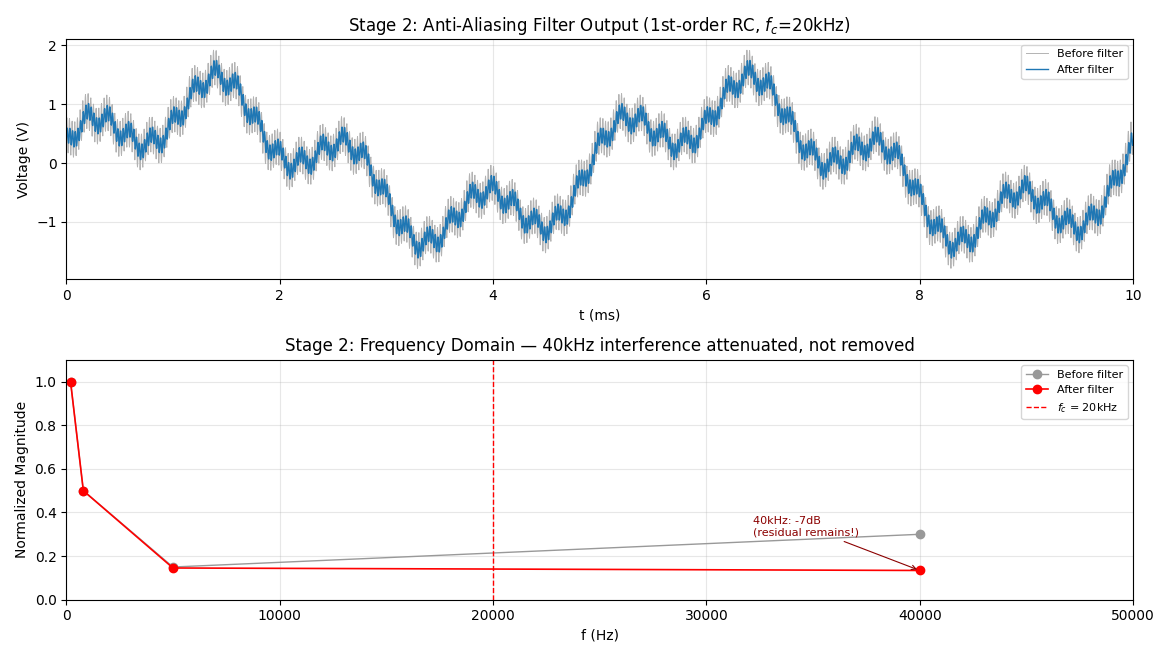 Stage 2: Anti-Aliasing Filter Output (1st-order RC, f_c=20kHz)
Before filter
After filter
Voltage (V)
2
1
0
−1
0
2
4
6
8
10
t (ms)
Stage 2: Frequency Domain — 40kHz interference attenuated, not removed
Before filter
After filter
f_c = 20kHz
Normalized Magnitude
1.0
0.8
0.6
0.4
0.2
0.0
40kHz: -7dB
(residual remains!)
0
10000
20000
30000
40000
50000
f (Hz)